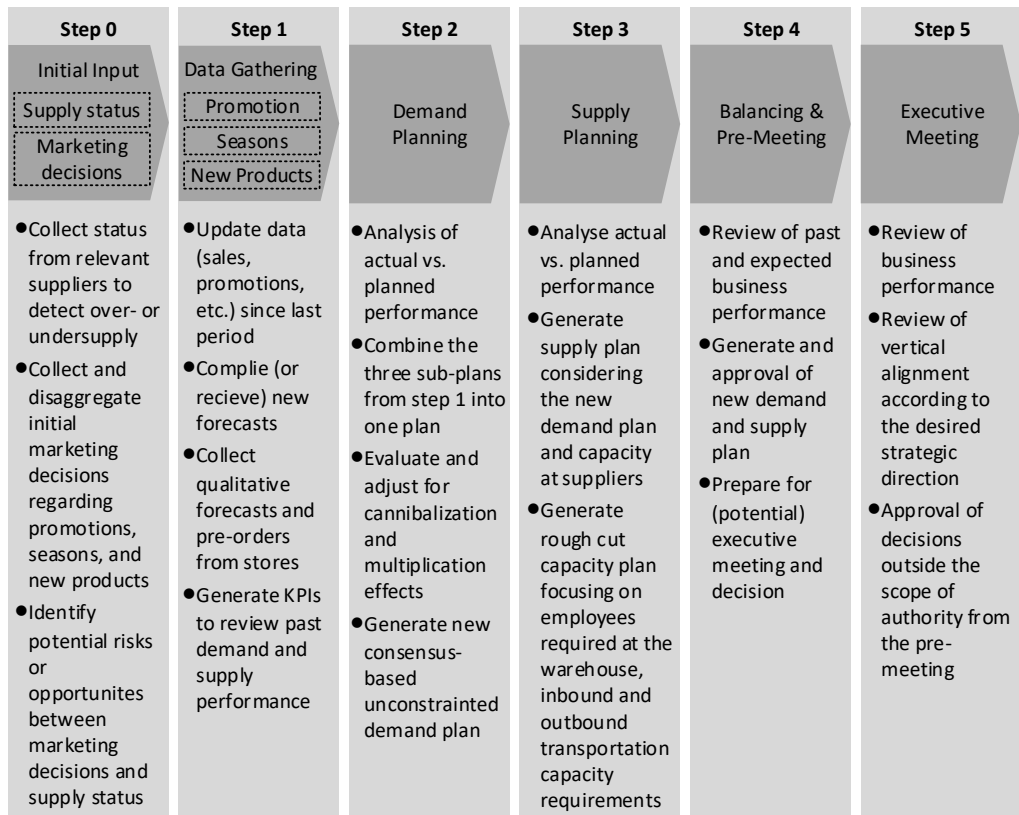 Step 0
Initial Input
Supply status
Marketing
decisions
●Collect status
from relevant
suppliers to
detect over- or
undersupply
●Collect and
disaggregate
initial
marketing
decisions
regarding
promotions,
seasons, and
new products
●Identify
potential risks
or
opportunites
between
marketing
decisions and
supply status
Step 1
Data Gathering
Promotion
Seasons
New Products
●Update data
(sales,
promotions,
etc.) since last
period
●Complie (or
recieve) new
forecasts
●Collect
qualitative
forecasts and
pre-orders
from stores
●Generate KPIs
to review past
demand and
supply
performance
Step 2
Demand
Planning
●Analysis of
actual vs.
planned
performance
●Combine the
three sub-plans
from step 1 into
one plan
●Evaluate and
adjust for
cannibalization
and
multiplication
effects
●Generate new
consensus-
based
unconstrained
demand plan
Step 3
Supply
Planning
●Analyse actual
vs. planned
performance
●Generate
supply plan
considering
the new
demand plan
and capacity
at suppliers
●Generate
rough cut
capacity plan
focusing on
employees
required at the
warehouse,
inbound and
outbound
transportation
capacity
requirements
Step 4
Balancing &
Pre-Meeting
●Review of past
and expected
business
performance
●Generate and
approval of
new demand
and supply
plan
●Prepare for
(potential)
executive
meeting and
decision
Step 5
Executive
Meeting
●Review of
business
performance
●Review of
vertical
alignment
according to
the desired
strategic
direction
●Approval of
decisions
outside the
scope of
authority from
the pre-
meeting